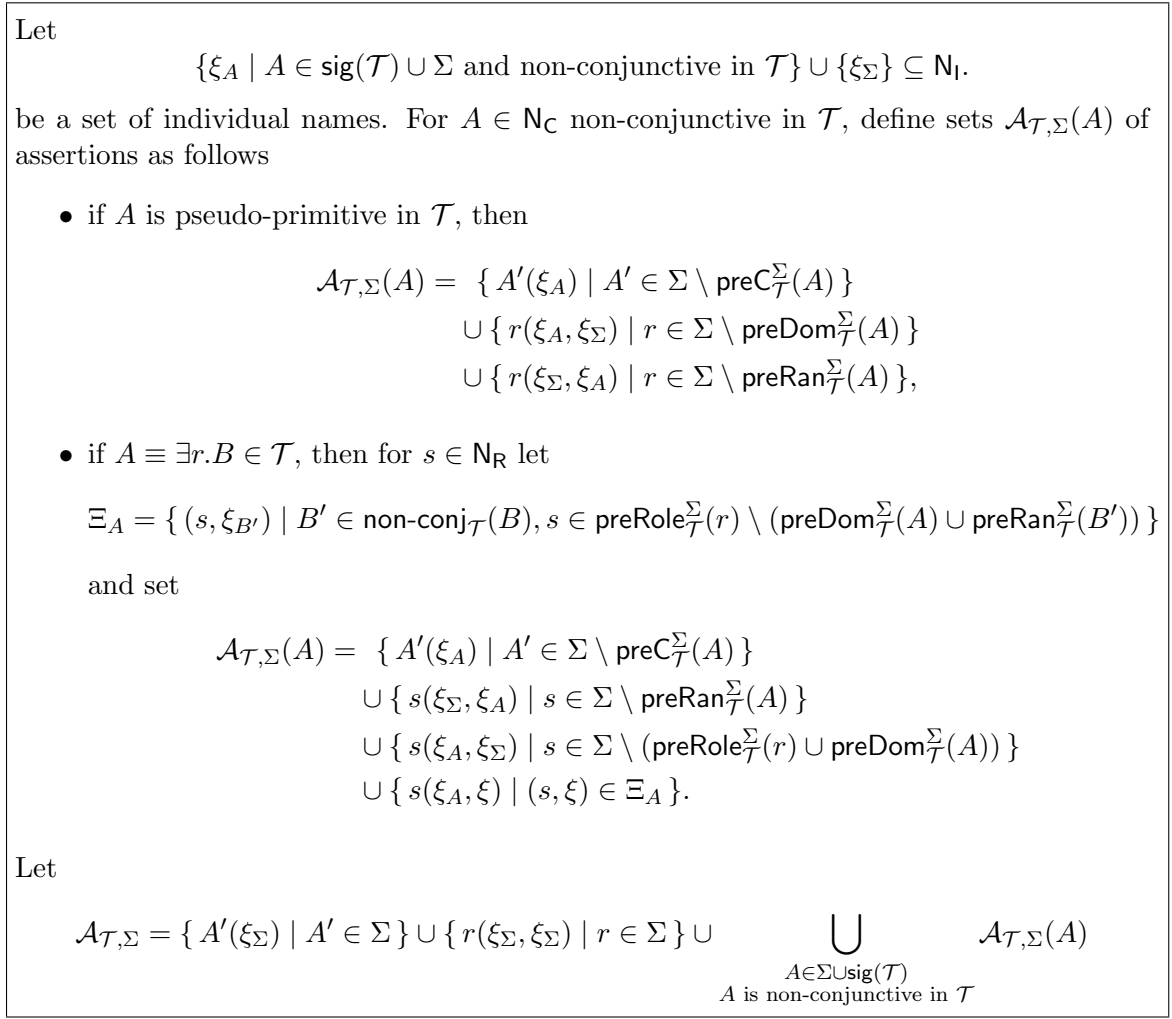 Let
{ξ_A | A ∈ sig(𝒯) ∪ Σ and non-conjunctive in 𝒯} ∪ {ξ_Σ} ⊆ N_I.
be a set of individual names. For A ∈ N_C non-conjunctive in 𝒯, define sets 𝒜_{𝒯,Σ}(A) of
assertions as follows
• if A is pseudo-primitive in 𝒯, then
𝒜_{𝒯,Σ}(A) = { A′(ξ_A) | A′ ∈ Σ \ preC^Σ_𝒯(A) }
∪ { r(ξ_A, ξ_Σ) | r ∈ Σ \ preDom^Σ_𝒯(A) }
∪ { r(ξ_Σ, ξ_A) | r ∈ Σ \ preRan^Σ_𝒯(A) },
• if A ≡ ∃r.B ∈ 𝒯, then for s ∈ N_R let
Ξ_A = { (s, ξ_{B′}) | B′ ∈ non-conj_𝒯(B), s ∈ preRole^Σ_𝒯(r) \ (preDom^Σ_𝒯(A) ∪ preRan^Σ_𝒯(B′)) }
and set
𝒜_{𝒯,Σ}(A) = { A′(ξ_A) | A′ ∈ Σ \ preC^Σ_𝒯(A) }
∪ { s(ξ_Σ, ξ_A) | s ∈ Σ \ preRan^Σ_𝒯(A) }
∪ { s(ξ_A, ξ_Σ) | s ∈ Σ \ (preRole^Σ_𝒯(r) ∪ preDom^Σ_𝒯(A)) }
∪ { s(ξ_A, ξ) | (s, ξ) ∈ Ξ_A }.
Let
𝒜_{𝒯,Σ} = { A′(ξ_Σ) | A′ ∈ Σ } ∪ { r(ξ_Σ, ξ_Σ) | r ∈ Σ } ∪ ⋃ 𝒜_{𝒯,Σ}(A)
A∈Σ∪sig(𝒯)
A is non-conjunctive in 𝒯